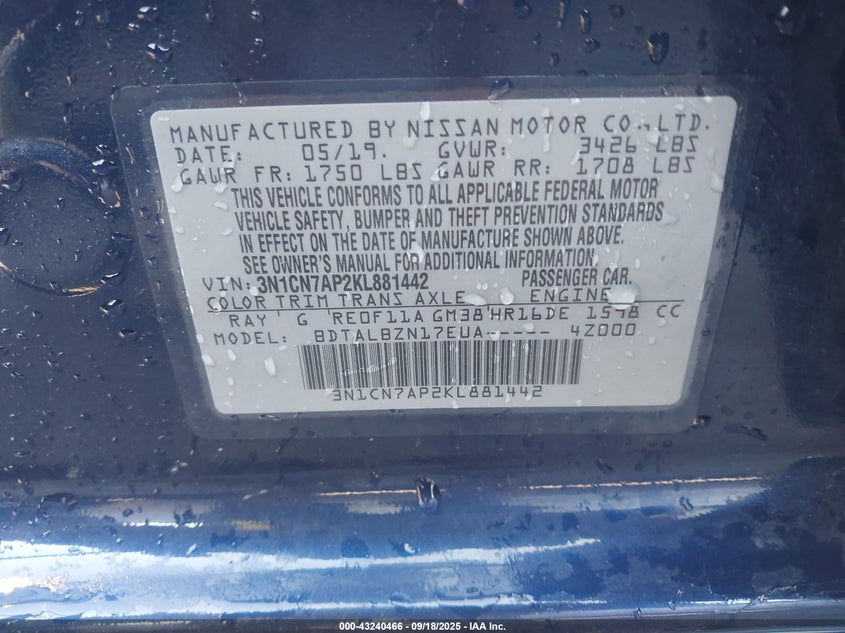 MANUFACTURED BY NISSAN MOTOR CO.,LTD.
DATE: 05/19. GVWR: 3426 LBS
GAWR FR: 1750 LBS GAWR RR: 1708 LBS
THIS VEHICLE CONFORMS TO ALL APPLICABLE FEDERAL MOTOR
VEHICLE SAFETY, BUMPER AND THEFT PREVENTION STANDARDS
IN EFFECT ON THE DATE OF MANUFACTURE SHOWN ABOVE.
SEE OWNER'S MANUAL FOR ADDITIONAL INFORMATION.
VIN: 3N1CN7AP2KL881442 PASSENGER CAR.
COLOR TRIM TRANS AXLE ENGINE
RAY G RE0F11A GM38 HR16DE 1598 CC
MODEL: BDTALBZN17EUA----- 4Z000
3N1CN7AP2KL881442
000-43240466 - 09/18/2025 - IAA Inc.